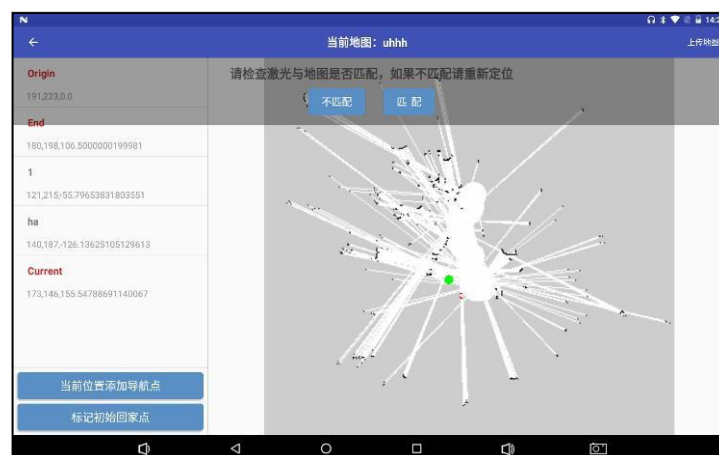 N
14:2
当前地图：uhhh
上传地图
请检查激光与地图是否匹配，如果不匹配请重新定位
不匹配
匹 配
Origin
191,223,0.0
End
180,198,106.5000000199981
1
121,215,-55.79653831803551
ha
140,187,-126.13625105129613
Current
173,146,155.54788691140067
当前位置添加导航点
标记初始回家点